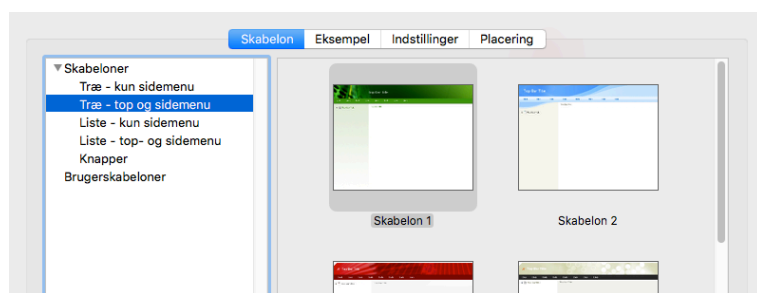 Skabelon Eksempel Indstillinger Placering
Skabeloner
Træ - kun sidemenu
Træ - top og sidemenu
Liste - kun sidemenu
Liste - top- og sidemenu
Knapper
Brugerskabeloner
Skabelon 1
Skabelon 2